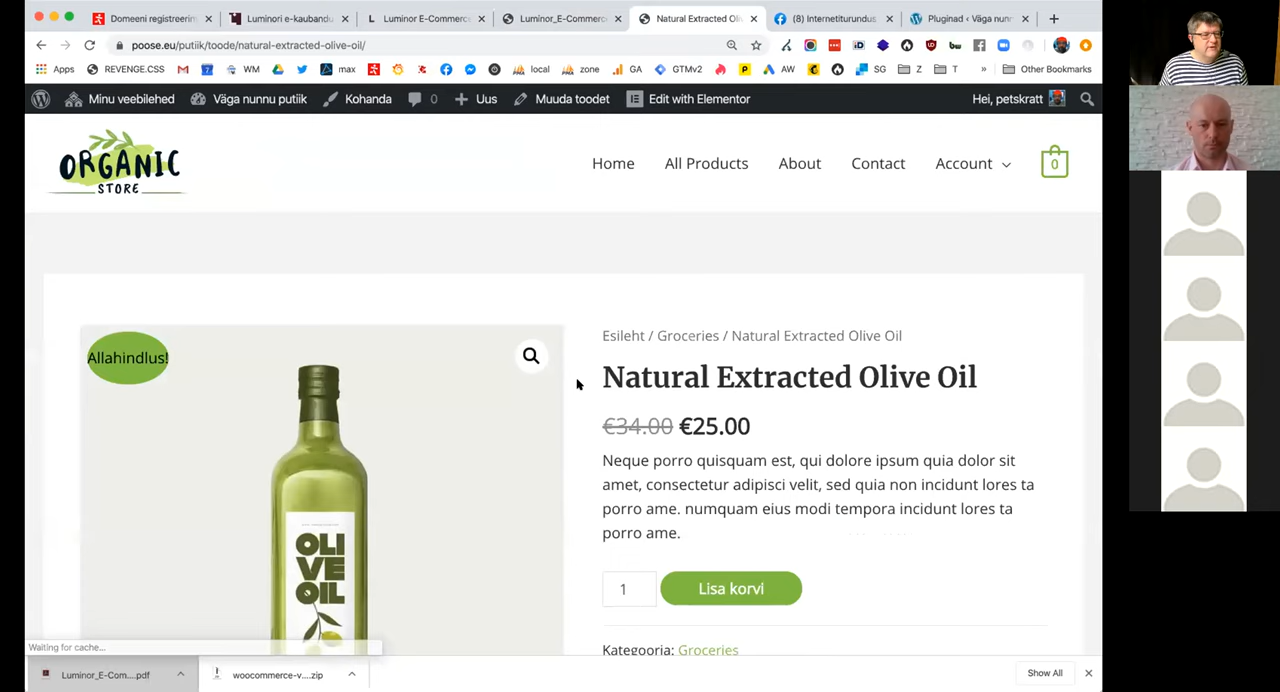 Domeeni registreerim
Luminori e-kaubandu
Luminor E-Commerce
Luminor_E-Commerc
Natural Extracted Oliv
(8) Internetiturundus
Pluginad ‹ Väga nunn
poose.eu/putiik/toode/natural-extracted-olive-oil/
Apps
REVENGE.CSS
WM
max
local
zone
GA
GTMv2
AW
SG
Z
T
»
Other Bookmarks
Minu veebilehed
Väga nunnu putiik
Kohanda
0
Uus
Muuda toodet
Edit with Elementor
Hei, petskratt
ORGANIC
STORE
Home
All Products
About
Contact
Account
0
Allahindlus!
OLI
VE
OIL
Esileht / Groceries / Natural Extracted Olive Oil
Natural Extracted Olive Oil
€34.00 €25.00
Neque porro quisquam est, qui dolore ipsum quia dolor sit
amet, consectetur adipisci velit, sed quia non incidunt lores ta
porro ame. numquam eius modi tempora incidunt lores ta
porro ame.
1
Lisa korvi
Kategooria: Groceries
Waiting for cache...
Luminor_E-Com....pdf
woocommerce-v....zip
Show All